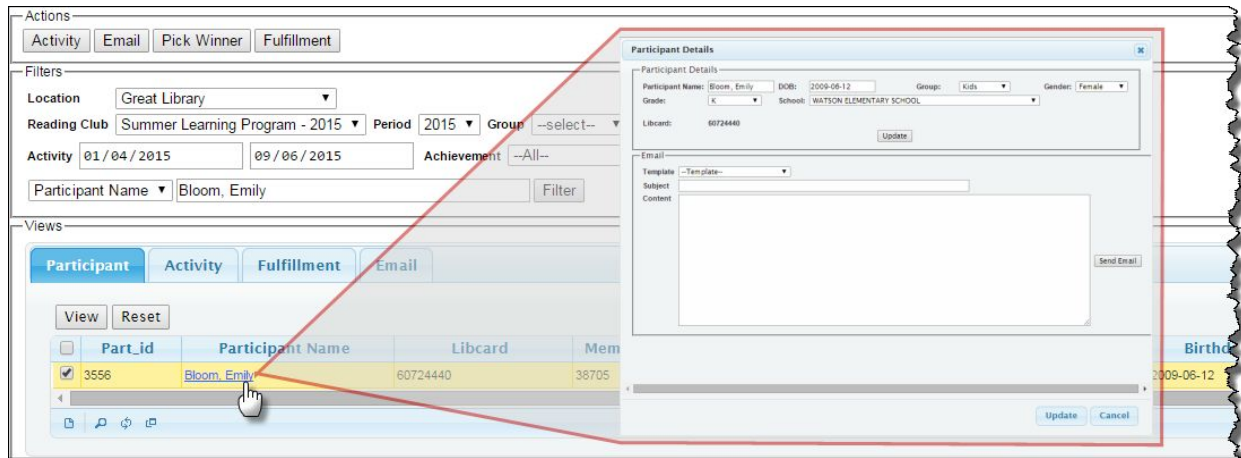 Actions
Activity Email Pick Winner Fulfillment
Filters
Location Great Library
Reading Club Summer Learning Program - 2015 Period 2015 Group --select--
Activity 01/04/2015 09/06/2015 Achievement --All--
Participant Name Bloom, Emily Filter
Views
Participant Activity Fulfillment Email
View Reset
Part_id Participant Name Libcard Mem Birthd
3556 Bloom, Emily 60724440 38705 2009-06-12
Participant Details
Participant Details
Participant Name: Bloom, Emily DOB: 2009-06-12 Group: Kids Gender: Female
Grade: K School: WATSON ELEMENTARY SCHOOL
Libcard: 60724440
Update
Email
Template --Template--
Subject
Content
Send Email
Update Cancel